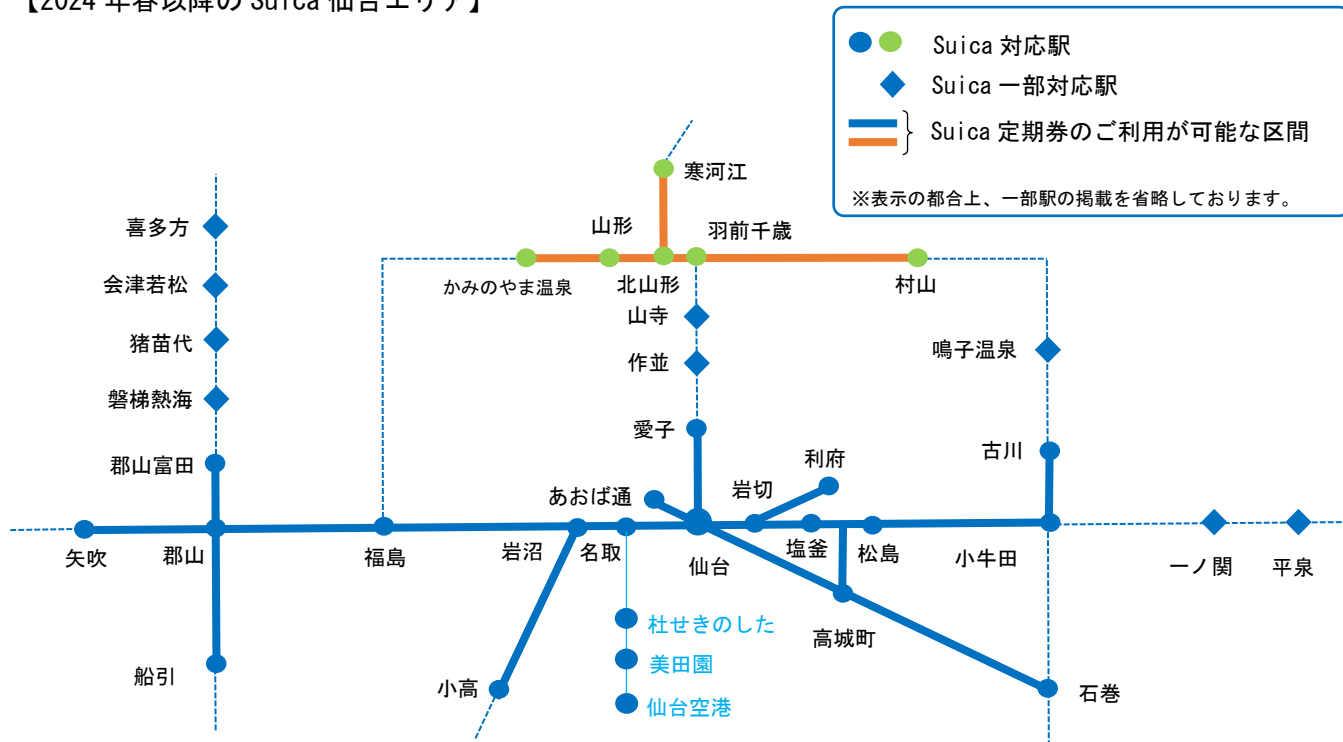 【2024 年春以降の Suica 仙台エリア】
Suica 対応駅
Suica 一部対応駅
Suica 定期券のご利用が可能な区間
※表示の都合上、一部駅の掲載を省略しております。
寒河江
喜多方
山形
羽前千歳
会津若松
かみのやま温泉
北山形
村山
山寺
猪苗代
鳴子温泉
作並
磐梯熱海
愛子
古川
利府
郡山富田
岩切
あおば通
矢吹
郡山
福島
岩沼
名取
仙台
塩釜
松島
小牛田
一ノ関
平泉
杜せきのした
高城町
美田園
船引
小高
石巻
仙台空港